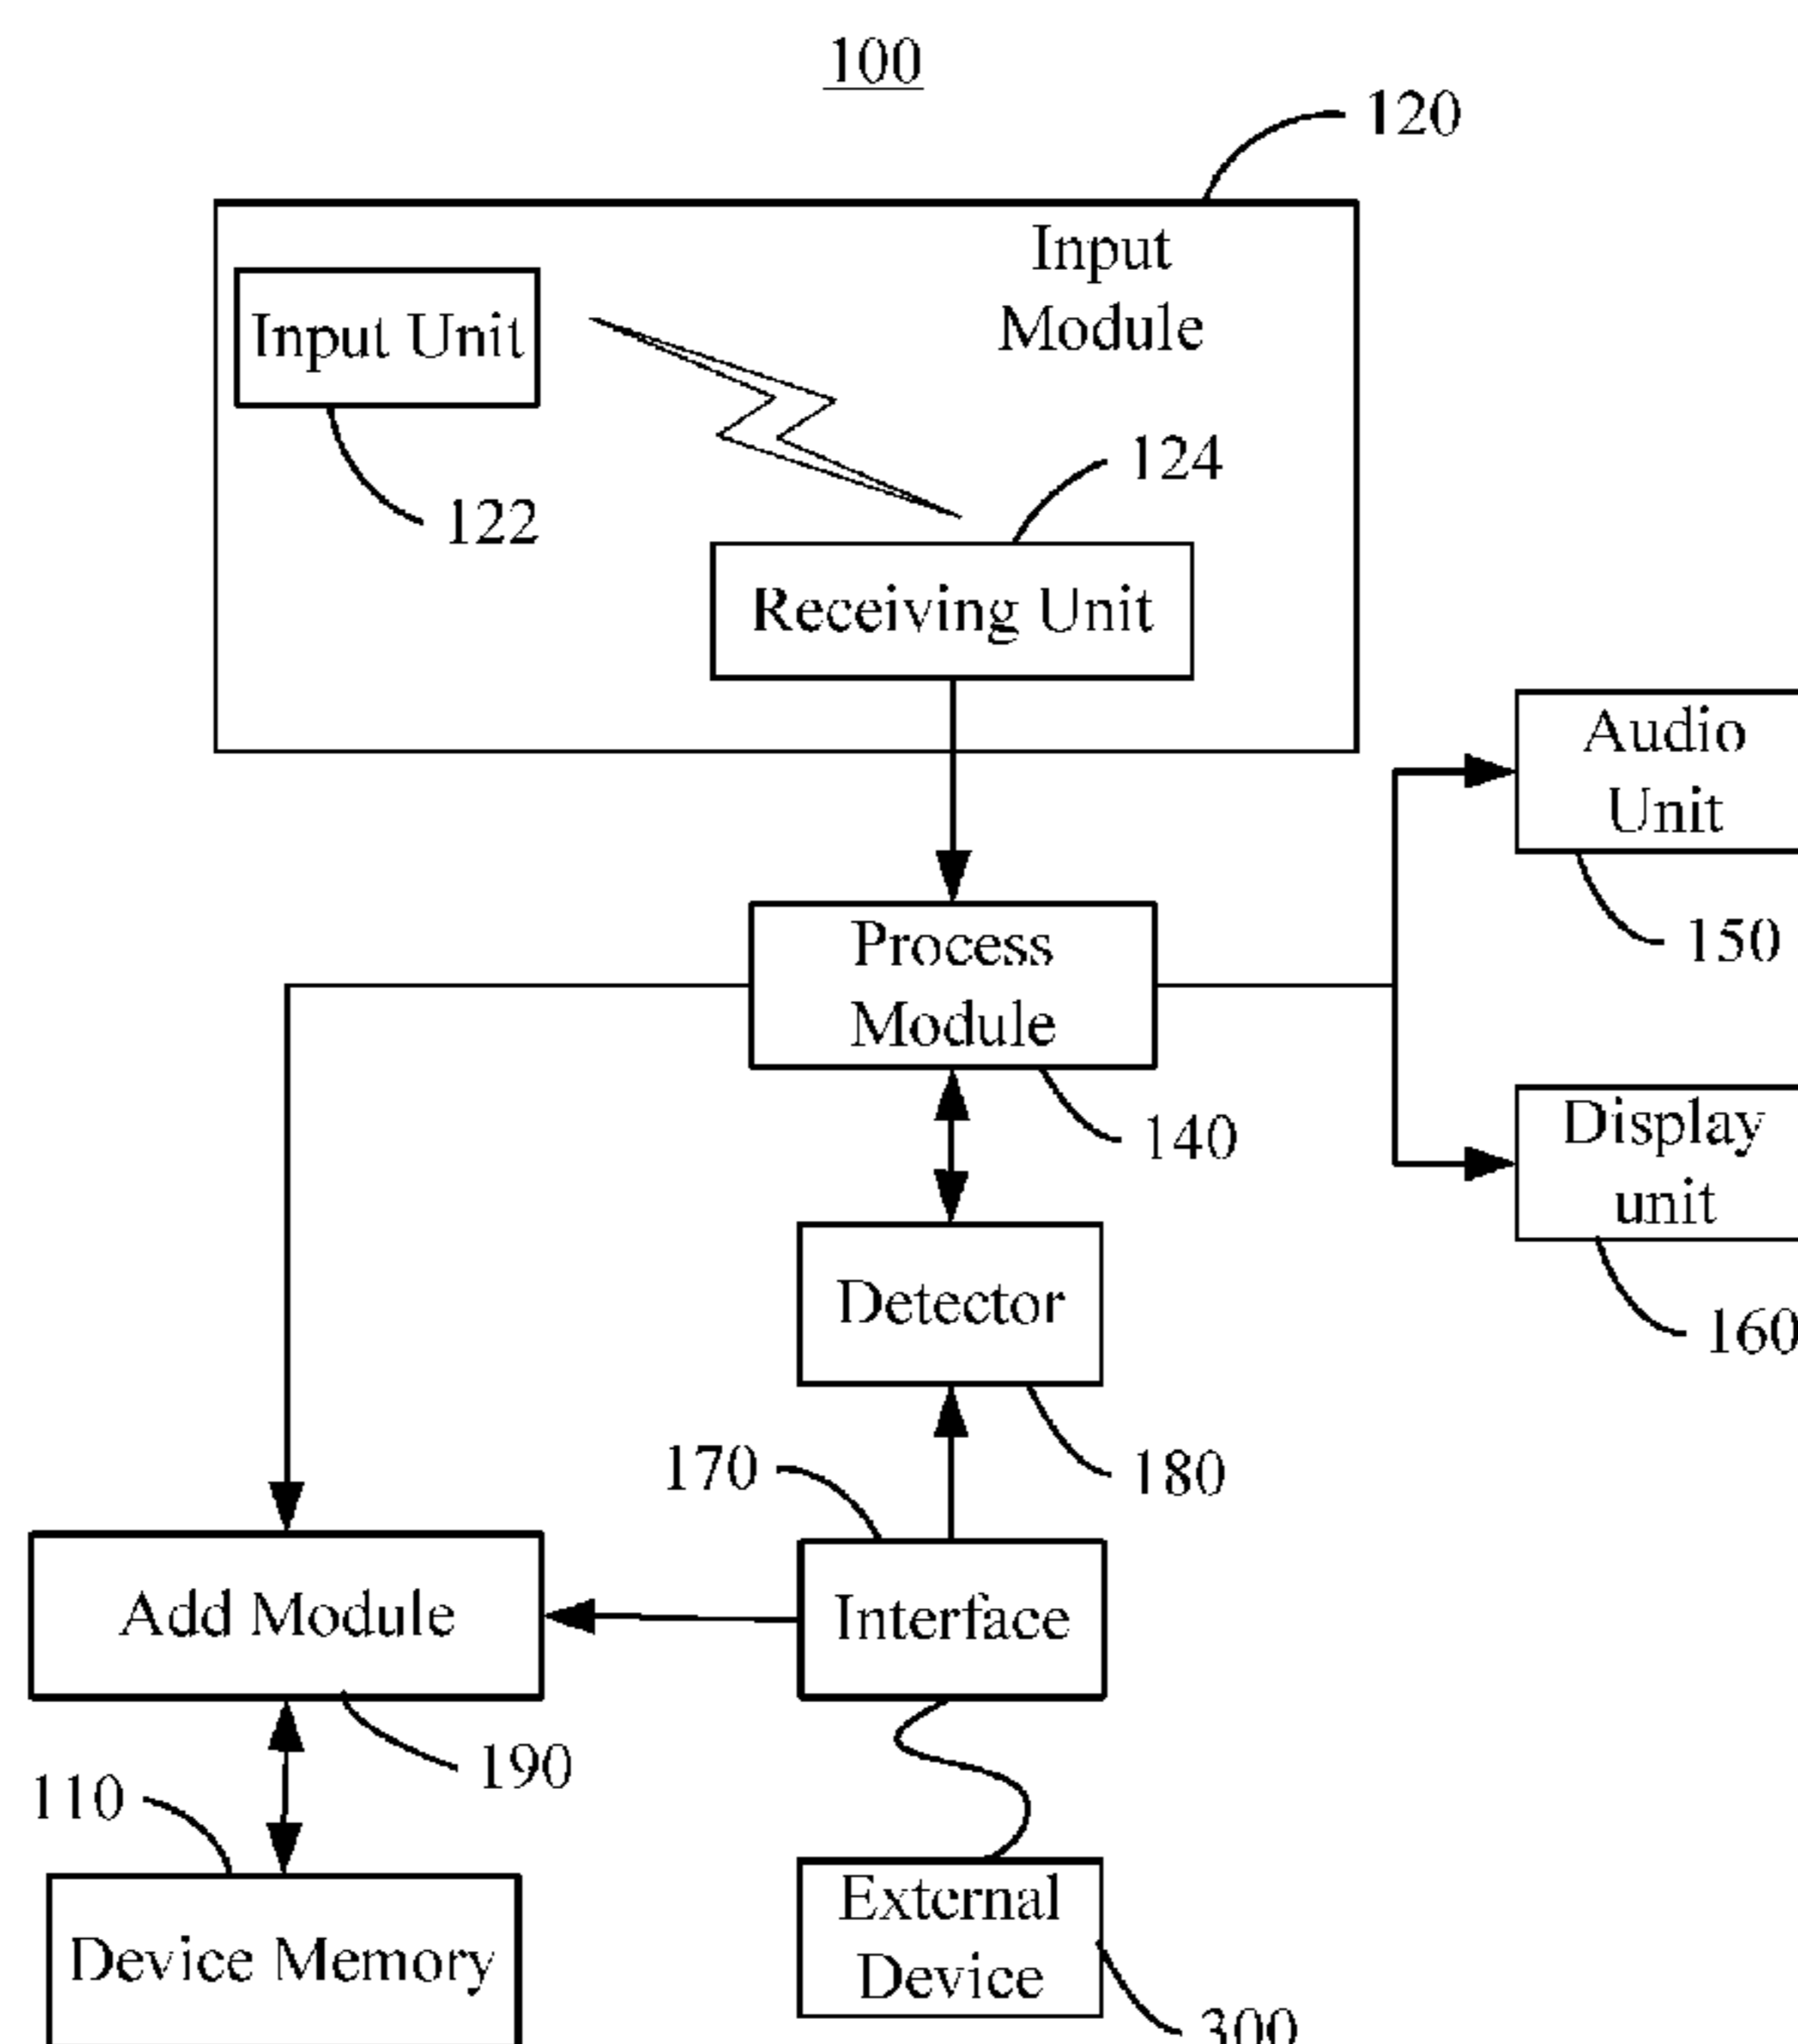 100
120
Input
Module
Input Unit
124
122
Receiving Unit
Audio
Unit
150
Process
Module
140
Display
unit
160
Detector
170
180
Add Module
Interface
190
110
External
Device
Device Memory
300